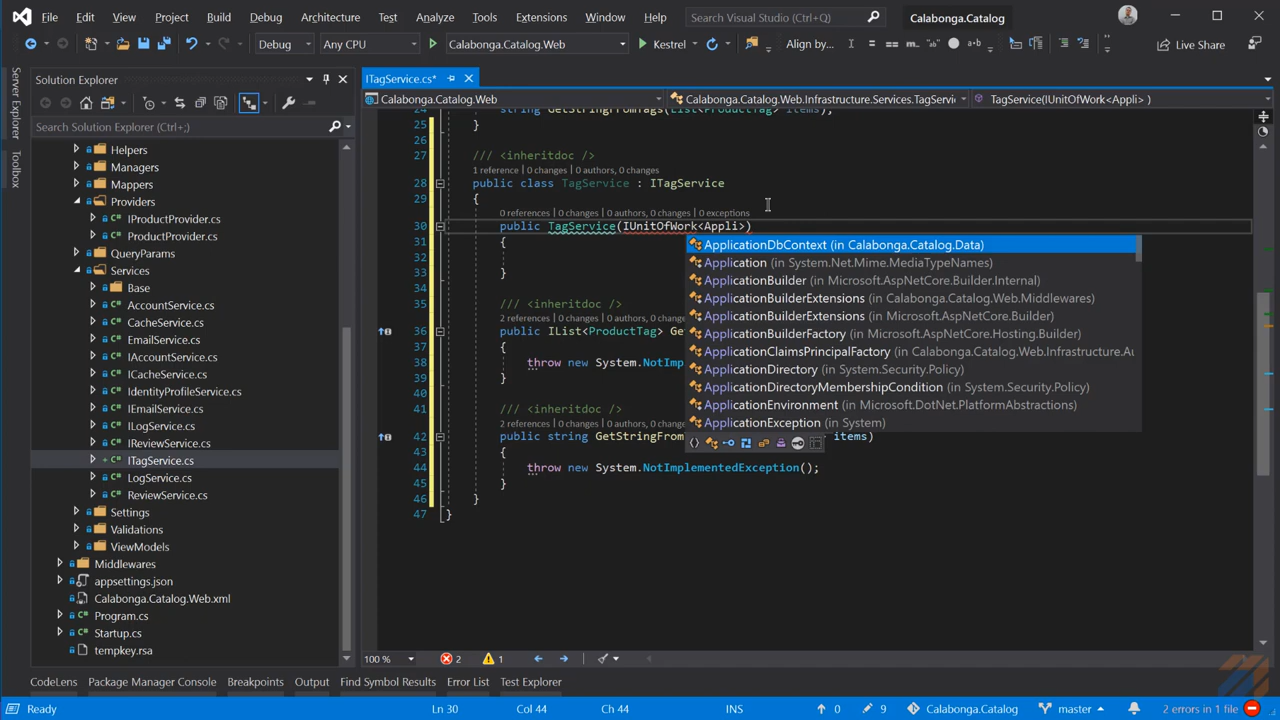 File Edit View Project Build Debug Architecture Test Analyze Tools Extensions Window Help Search Visual Studio (Ctrl+Q) Calabonga.Catalog
Debug Any CPU Calabonga.Catalog.Web Kestrel Align by... Live Share
Server Explorer
Toolbox
Solution Explorer
Search Solution Explorer (Ctrl+;)
Helpers
Managers
Mappers
Providers
IProductProvider.cs
ProductProvider.cs
QueryParams
Services
Base
AccountService.cs
CacheService.cs
EmailService.cs
IAccountService.cs
ICacheService.cs
IdentityProfileService.cs
IEmailService.cs
ILogService.cs
IReviewService.cs
ITagService.cs
LogService.cs
ReviewService.cs
Settings
Validations
ViewModels
Middlewares
appsettings.json
Calabonga.Catalog.Web.xml
Program.cs
Startup.cs
tempkey.rsa
ITagService.cs*
Calabonga.Catalog.Web Calabonga.Catalog.Web.Infrastructure.Services.TagServi TagService(IUnitOfWork<Appli> )
24 string GetStringFromTags(List<ProductTag> items);
25 }
26
27 /// <inheritdoc />
1 reference | 0 changes | 0 authors, 0 changes
28 public class TagService : ITagService
29 {
0 references | 0 changes | 0 authors, 0 changes | 0 exceptions
30 public TagService(IUnitOfWork<Appli>)
31 {
32
33 }
34
35 /// <inheritdoc />
2 references | 0 changes | 0 authors, 0 changes
36 public IList<ProductTag> Ge
37 {
38 throw new System.NotImp
39 }
40
41 /// <inheritdoc />
2 references | 0 changes | 0 authors, 0 changes
42 public string GetStringFrom items)
43 {
44 throw new System.NotImplementedException();
45 }
46 }
47 }
ApplicationDbContext (in Calabonga.Catalog.Data)
Application (in System.Net.Mime.MediaTypeNames)
ApplicationBuilder (in Microsoft.AspNetCore.Builder.Internal)
ApplicationBuilderExtensions (in Calabonga.Catalog.Web.Middlewares)
ApplicationBuilderExtensions (in Microsoft.AspNetCore.Builder)
ApplicationBuilderFactory (in Microsoft.AspNetCore.Hosting.Builder)
ApplicationClaimsPrincipalFactory (in Calabonga.Catalog.Web.Infrastructure.Au
ApplicationDirectory (in System.Security.Policy)
ApplicationDirectoryMembershipCondition (in System.Security.Policy)
ApplicationEnvironment (in Microsoft.DotNet.PlatformAbstractions)
ApplicationException (in System)
100 % 2 1
CodeLens Package Manager Console Breakpoints Output Find Symbol Results Error List Test Explorer
Ready Ln 30 Col 44 Ch 44 INS 0 9 Calabonga.Catalog master 2 errors in 1 file